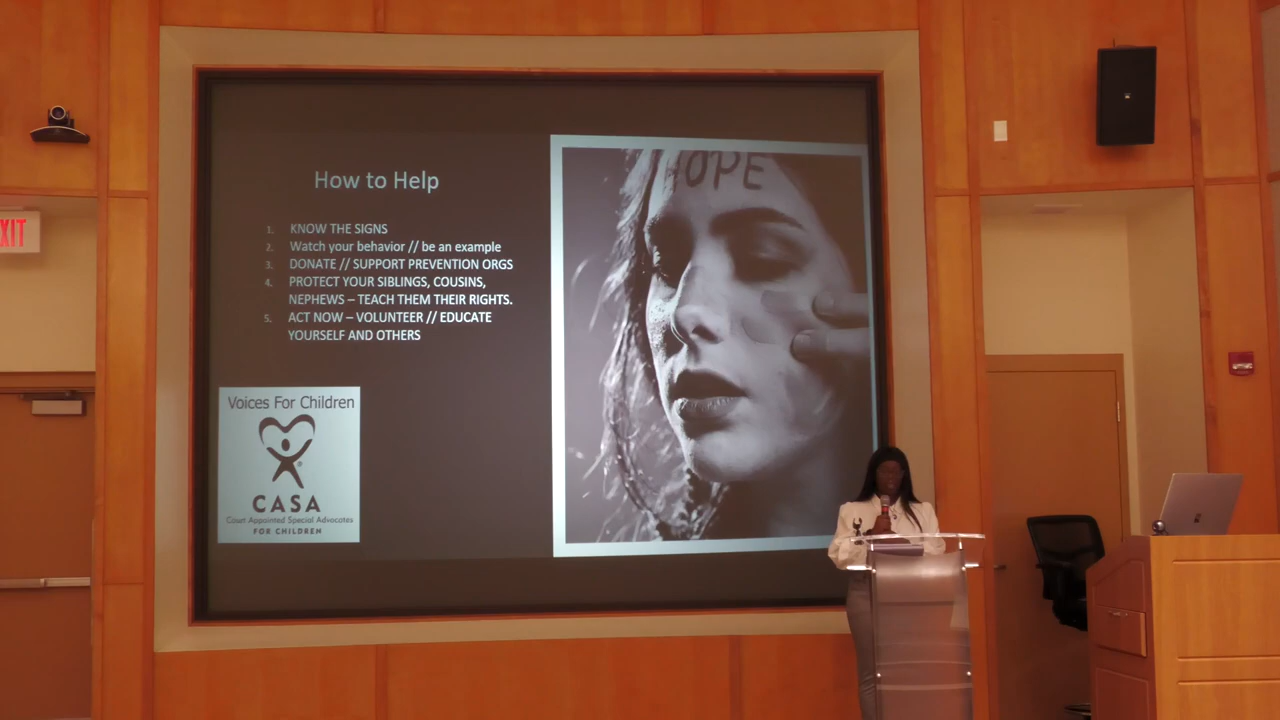 EXIT
How to Help
1. KNOW THE SIGNS
2. Watch your behavior // be an example
3. DONATE // SUPPORT PREVENTION ORGS
4. PROTECT YOUR SIBLINGS, COUSINS,
NEPHEWS – TEACH THEM THEIR RIGHTS.
5. ACT NOW – VOLUNTEER // EDUCATE
YOURSELF AND OTHERS
HOPE
Voices For Children
CASA
Court Appointed Special Advocates
FOR CHILDREN